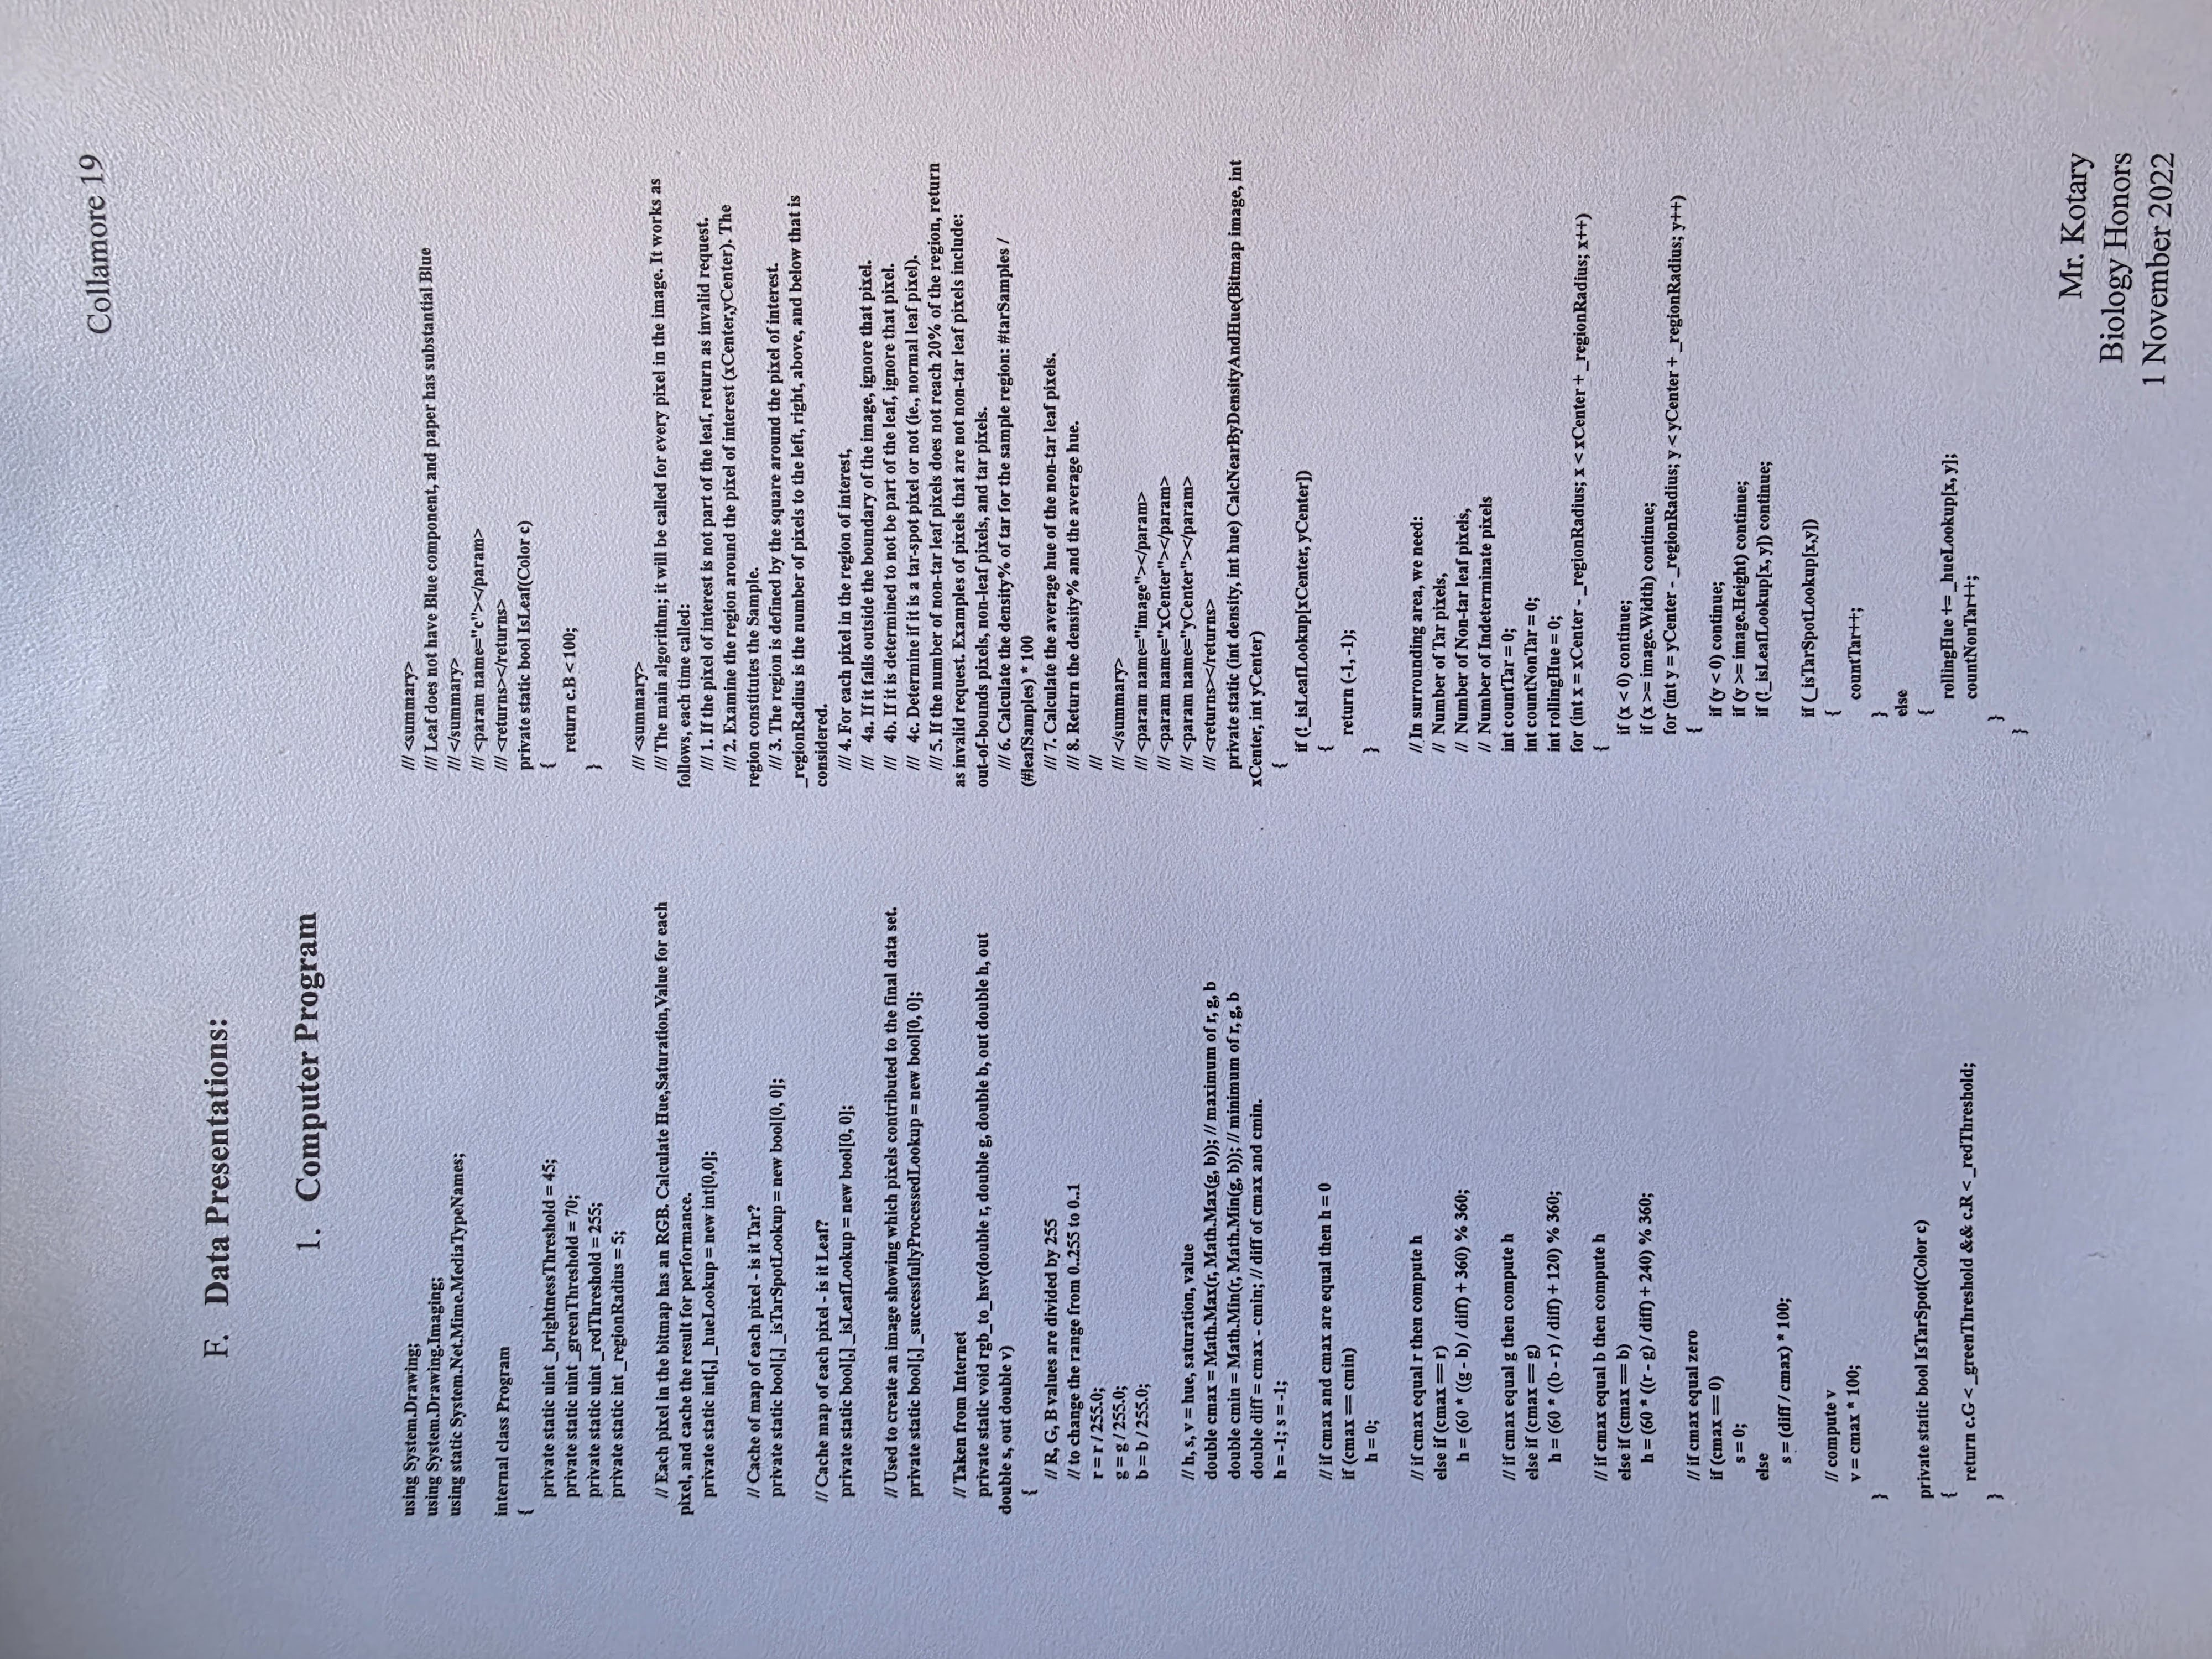 Collamore 19
F. Data Presentations:
1. Computer Program
using System.Drawing;
using System.Drawing.Imaging;
using static System.Net.Mime.MediaTypeNames;
internal class Program
{
private static uint _brightnessThreshold = 45;
private static uint _greenThreshold = 70;
private static uint _redThreshold = 255;
private static int _regionRadius = 5;
// Each pixel in the bitmap has an RGB. Calculate Hue,Saturation,Value for each
pixel, and cache the result for performance.
private static int[,] _hueLookup = new int[0,0];
// Cache of map of each pixel - is it Tar?
private static bool[,] _isTarSpotLookup = new bool[0, 0];
// Cache map of each pixel - is it Leaf?
private static bool[,] _isLeafLookup = new bool[0, 0];
// Used to create an image showing which pixels contributed to the final data set.
private static bool[,] _successfullyProcessedLookup = new bool[0, 0];
// Taken from Internet
private static void rgb_to_hsv(double r, double g, double b, out double h, out
double s, out double v)
{
// R, G, B values are divided by 255
// to change the range from 0..255 to 0..1
r = r / 255.0;
g = g / 255.0;
b = b / 255.0;
// h, s, v = hue, saturation, value
double cmax = Math.Max(r, Math.Max(g, b)); // maximum of r, g, b
double cmin = Math.Min(r, Math.Min(g, b)); // minimum of r, g, b
double diff = cmax - cmin; // diff of cmax and cmin.
h = -1; s = -1;
// if cmax and cmax are equal then h = 0
if (cmax == cmin)
h = 0;
// if cmax equal r then compute h
else if (cmax == r)
h = (60 * ((g - b) / diff) + 360) % 360;
// if cmax equal g then compute h
else if (cmax == g)
h = (60 * ((b - r) / diff) + 120) % 360;
// if cmax equal b then compute h
else if (cmax == b)
h = (60 * ((r - g) / diff) + 240) % 360;
// if cmax equal zero
if (cmax == 0)
s = 0;
else
s = (diff / cmax) * 100;
// compute v
v = cmax * 100;
}
private static bool IsTarSpot(Color c)
{
return c.G < _greenThreshold && c.R < _redThreshold;
}
/// <summary>
/// Leaf does not have Blue component, and paper has substantial Blue
/// </summary>
/// <param name="c"></param>
/// <returns></returns>
private static bool IsLeaf(Color c)
{
return c.B < 100;
}
/// <summary>
/// The main algorithm; it will be called for every pixel in the image. It works as
follows, each time called:
/// 1. If the pixel of interest is not part of the leaf, return as invalid request.
/// 2. Examine the region around the pixel of interest (xCenter,yCenter). The
region constitutes the Sample.
/// 3. The region is defined by the square around the pixel of interest.
_regionRadius is the number of pixels to the left, right, above, and below that is
considered.
/// 4. For each pixel in the region of interest,
/// 4a. If it falls outside the boundary of the image, ignore that pixel.
/// 4b. If it is determined to not be part of the leaf, ignore that pixel.
/// 4c. Determine if it is a tar-spot pixel or not (ie., normal leaf pixel).
/// 5. If the number of non-tar leaf pixels does not reach 20% of the region, return
as invalid request. Examples of pixels that are not non-tar leaf pixels include:
out-of-bounds pixels, non-leaf pixels, and tar pixels.
/// 6. Calculate the density% of tar for the sample region: #tarSamples /
(#leafSamples) * 100
/// 7. Calculate the average hue of the non-tar leaf pixels.
/// 8. Return the density% and the average hue.
///
/// </summary>
/// <param name="image"></param>
/// <param name="xCenter"></param>
/// <param name="yCenter"></param>
/// <returns></returns>
private static (int density, int hue) CalcNearByDensityAndHue(Bitmap image, int
xCenter, int yCenter)
{
if (!_isLeafLookup[xCenter, yCenter])
{
return (-1, -1);
}
// In surrounding area, we need:
// Number of Tar pixels,
// Number of Non-tar leaf pixels,
// Number of Indeterminate pixels
int countTar = 0;
int countNonTar = 0;
int rollingHue = 0;
for (int x = xCenter - _regionRadius; x < xCenter + _regionRadius; x++)
{
if (x < 0) continue;
if (x >= image.Width) continue;
for (int y = yCenter - _regionRadius; y < yCenter + _regionRadius; y++)
{
if (y < 0) continue;
if (y >= image.Height) continue;
if (!_isLeafLookup[x, y]) continue;
if (_isTarSpotLookup[x,y])
{
countTar++;
}
else
{
rollingHue += _hueLookup[x, y];
countNonTar++;
}
}
Mr. Kotary
Biology Honors
1 November 2022